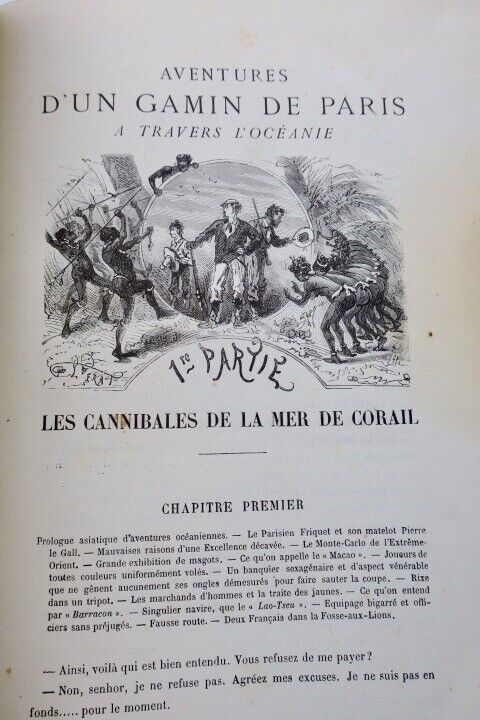 AVENTURES
D'UN GAMIN DE PARIS
A TRAVERS L'OCÉANIE
1re PARTIE
LES CANNIBALES DE LA MER DE CORAIL
CHAPITRE PREMIER
Prologue asiatique d'aventures océaniennes. — Le Parisien Friquet et son matelot Pierre
le Gall. — Mauvaises raisons d'une Excellence décavée. — Le Monte-Carlo de l'Extrême-
Orient. — Grande exhibition de magots. — Ce qu'on appelle le « Macao ». — Joueurs de
toutes couleurs uniformément volés. — Un banquier sexagénaire et d'aspect vénérable
que ne gênent aucunement ses ongles démesurés pour faire sauter la coupe. — Rixe
dans un tripot. — Les marchands d'hommes et la traite des jaunes. — Ce qu'on entend
par « Barracon ». — Singulier navire, que le « Lao-Tseu ». — Equipage bigarré et offi-
ciers sans préjugés. — Fausse route. — Deux Français dans la Fosse-aux-Lions.
— Ainsi, voilà qui est bien entendu. Vous refusez de me payer?
— Non, senhor, je ne refuse pas. Agréez mes excuses. Je ne suis pas en
fonds..... pour le moment.